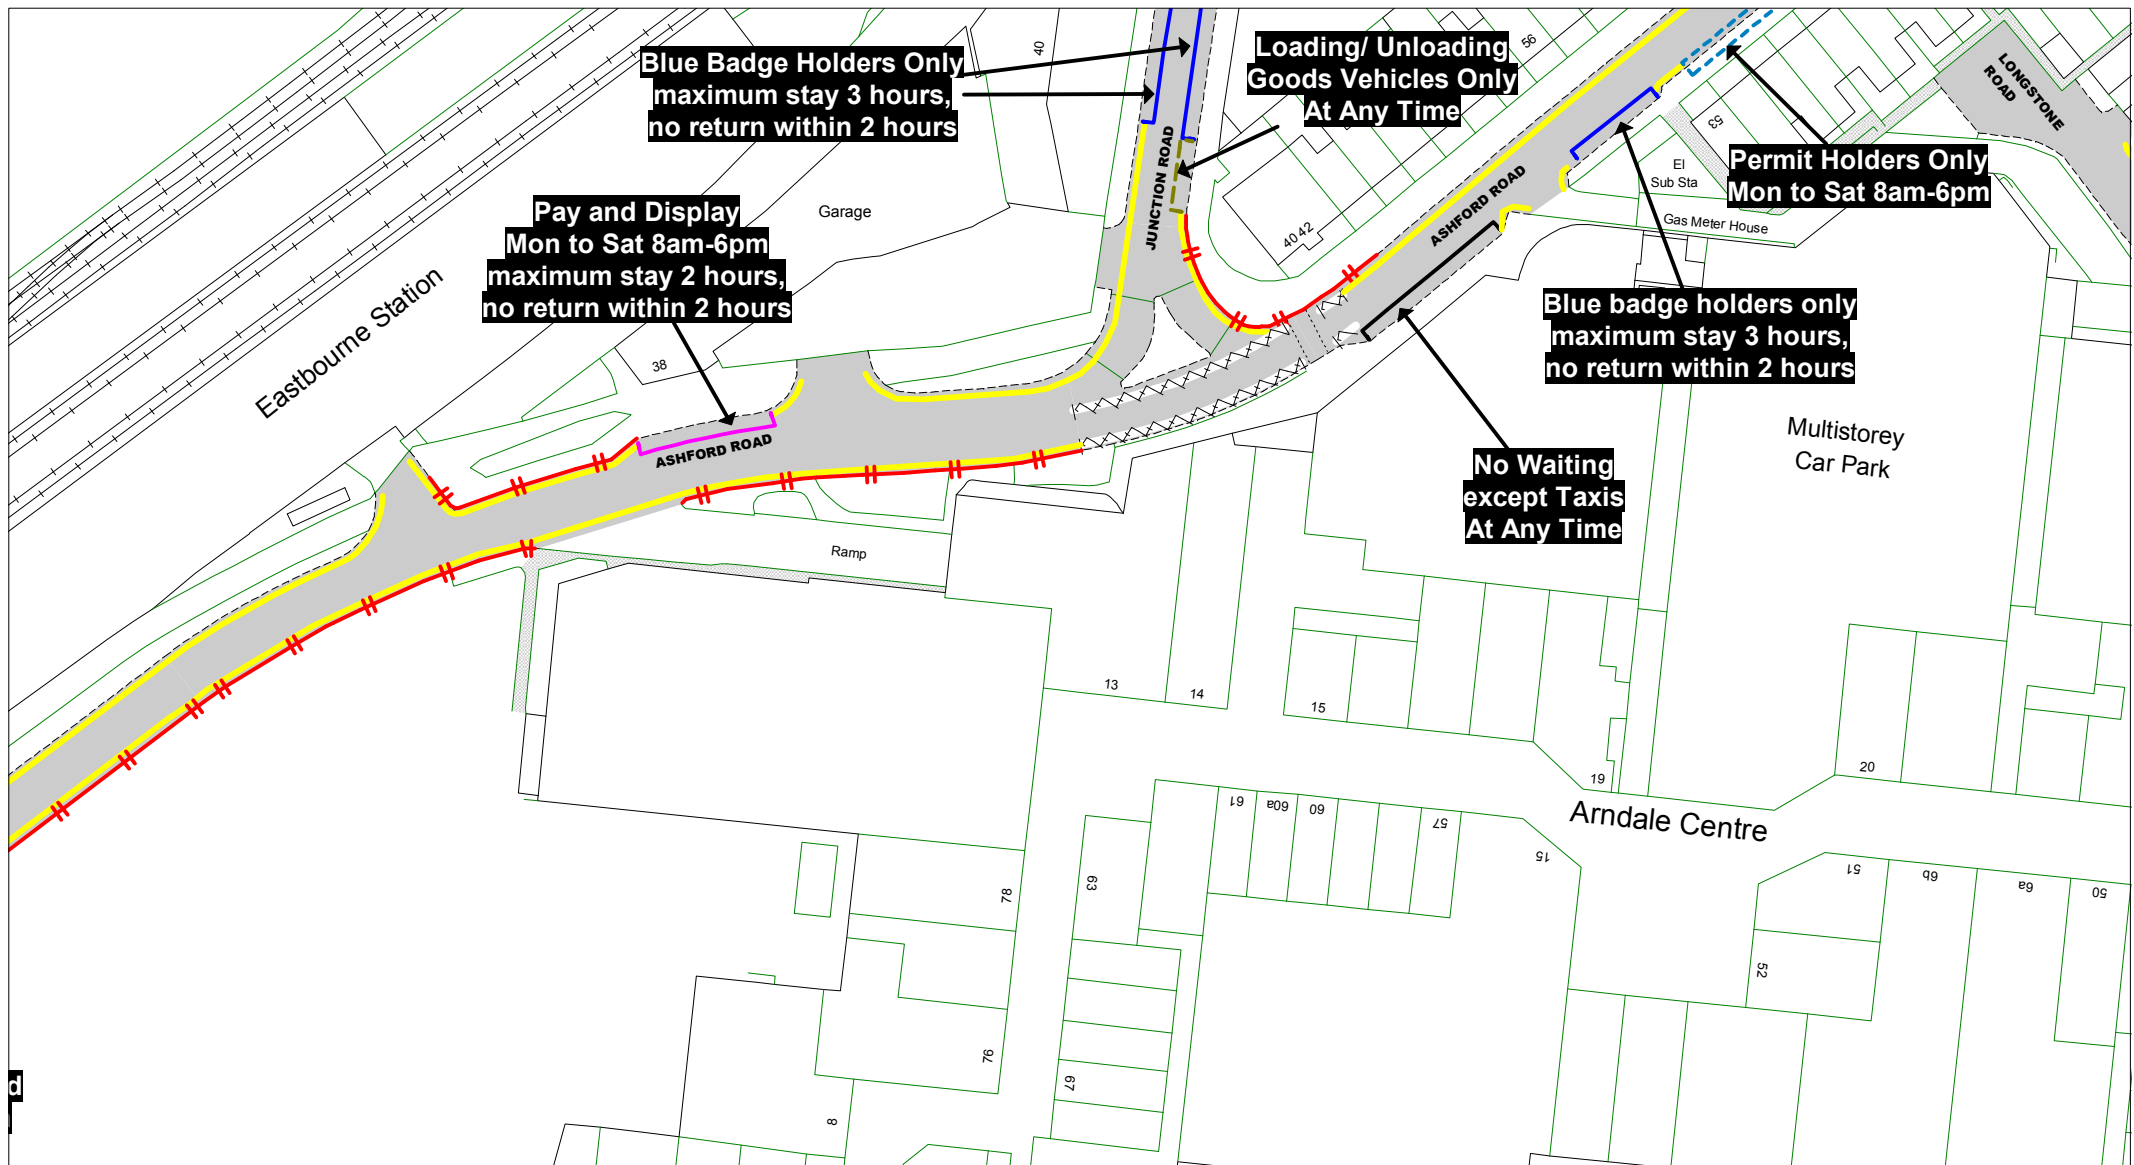 Blue Badge Holders Only
maximum stay 3 hours,
no return within 2 hours
40
Loading/ Unloading
Goods Vehicles Only
At Any Time
56
LONGSTONE
ROAD
JUNCTION ROAD
53
El
Sub Sta
Permit Holders Only
Mon to Sat 8am-6pm
Pay and Display
Mon to Sat 8am-6pm
maximum stay 2 hours,
no return within 2 hours
Garage
ASHFORD ROAD
40 42
Gas Meter House
Eastbourne Station
Blue badge holders only
maximum stay 3 hours,
no return within 2 hours
38
ASHFORD ROAD
Multistorey
Car Park
No Waiting
except Taxis
At Any Time
Ramp
13
14
15
19
20
Arndale Centre
61
60a
60
57
15
51
6b
6a
50
63
78
52
76
67
8
d